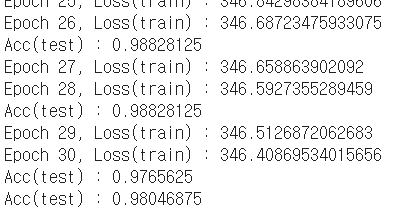 Epoch 25, Loss(train) : 346.84298384189606
Epoch 26, Loss(train) : 346.68723475933075
Acc(test) : 0.98828125
Epoch 27, Loss(train) : 346.658863902092
Epoch 28, Loss(train) : 346.5927355289459
Acc(test) : 0.98828125
Epoch 29, Loss(train) : 346.5126872062683
Epoch 30, Loss(train) : 346.40869534015656
Acc(test) : 0.9765625
Acc(test) : 0.98046875